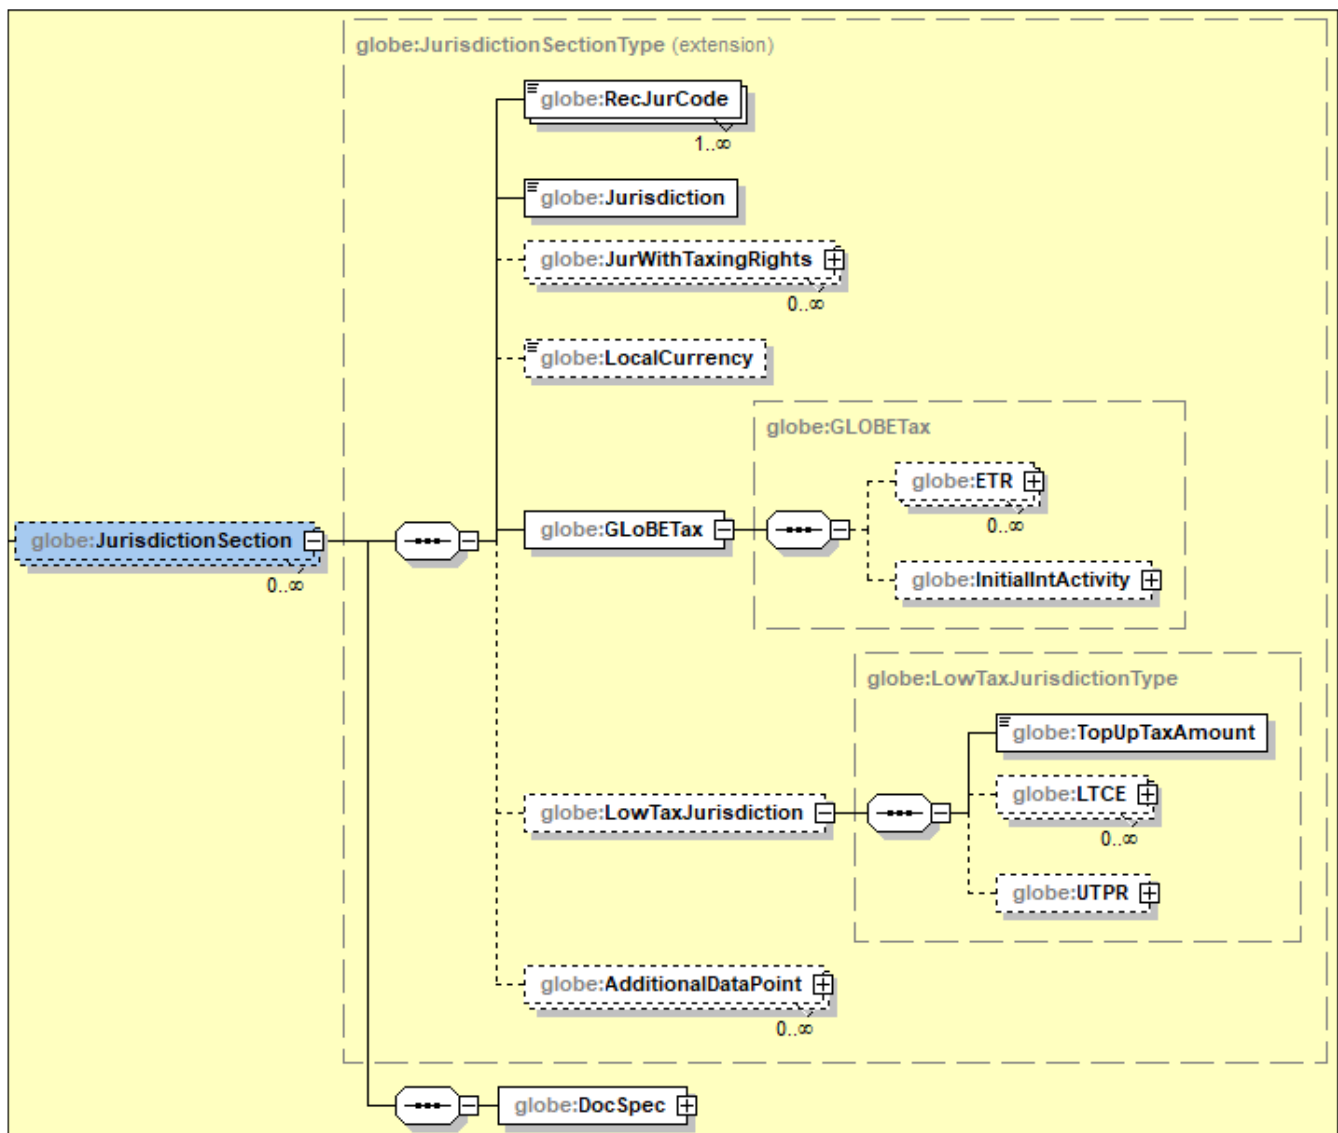 globe:JurisdictionSectionType (extension)
globe:RecJurCode
1..∞
globe:Jurisdiction
globe:JurWithTaxingRights
0..∞
globe:LocalCurrency
globe:GLOBETax
globe:ETR
0..∞
globe:JurisdictionSection
0..∞
globe:GLoBETax
globe:InitialIntActivity
globe:LowTaxJurisdictionType
globe:TopUpTaxAmount
globe:LTCE
0..∞
globe:LowTaxJurisdiction
globe:UTPR
globe:AdditionalDataPoint
0..∞
globe:DocSpec